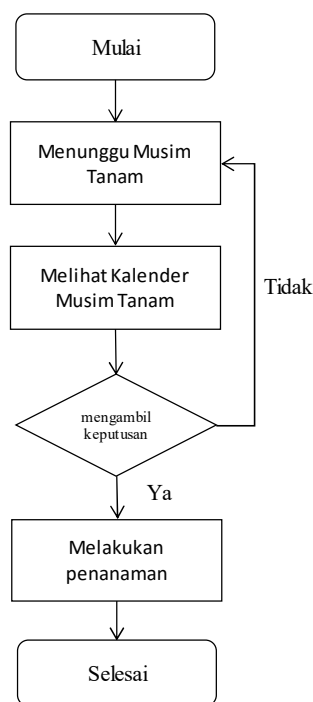 Mulai
Menunggu Musim
Tanam
Melihat Kalender
Musim Tanam
Tidak
mengambil
keputusan
Ya
Melakukan
penanaman
Selesai